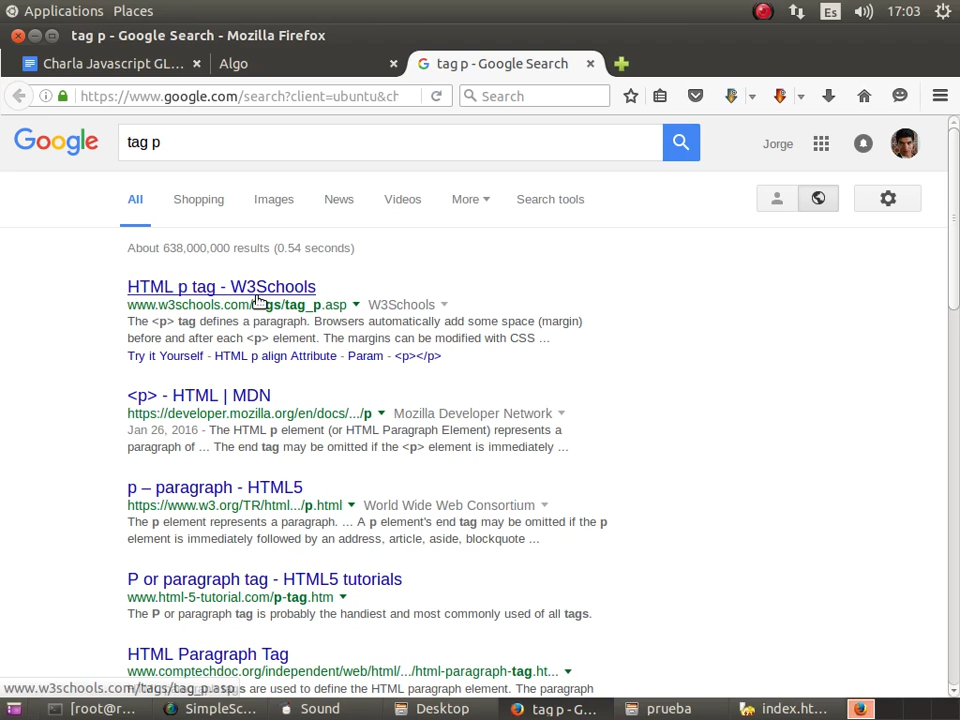 Applications Places Es 17:03
tag p - Google Search - Mozilla Firefox
Charla Javascript GL... Algo tag p - Google Search
https://www.google.com/search?client=ubuntu&ch Search
Google tag p Jorge
All Shopping Images News Videos More Search tools
About 638,000,000 results (0.54 seconds)
HTML p tag - W3Schools
www.w3schools.com/tags/tag_p.asp W3Schools
The <p> tag defines a paragraph. Browsers automatically add some space (margin)
before and after each <p> element. The margins can be modified with CSS ...
Try it Yourself - HTML p align Attribute - Param - <p></p>
<p> - HTML | MDN
https://developer.mozilla.org/en/docs/.../p Mozilla Developer Network
Jan 26, 2016 - The HTML p element (or HTML Paragraph Element) represents a
paragraph of ... The end tag may be omitted if the <p> element is immediately ...
p – paragraph - HTML5
https://www.w3.org/TR/html.../p.html World Wide Web Consortium
The p element represents a paragraph. ... A p element's end tag may be omitted if the p
element is immediately followed by an address, article, aside, blockquote ...
P or paragraph tag - HTML5 tutorials
www.html-5-tutorial.com/p-tag.htm
The P or paragraph tag is probably the handiest and most commonly used of all tags.
HTML Paragraph Tag
www.comptechdoc.org/independent/web/html/.../html-paragraph-tag.ht...
www.w3schools.com/tags/tag_p.asp s are used to define the HTML paragraph element. The paragraph
[root@r... SimpleSc... Sound Desktop tag p - G... prueba index.ht...